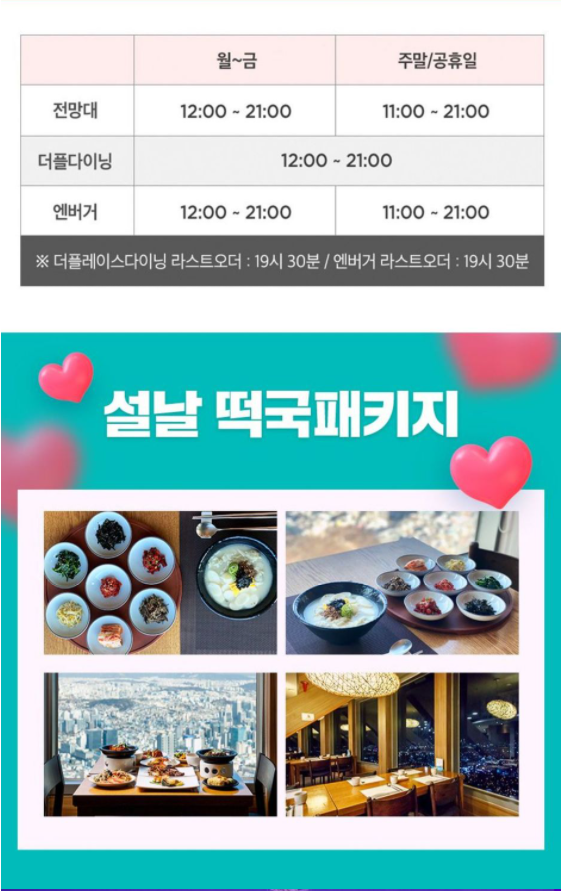 월~금 주말/공휴일
전망대 12:00 ~ 21:00 11:00 ~ 21:00
더플다이닝 12:00 ~ 21:00
엔버거 12:00 ~ 21:00 11:00 ~ 21:00
※ 더플레이스다이닝 라스트오더 : 19시 30분 / 엔버거 라스트오더 : 19시 30분
설날 떡국패키지